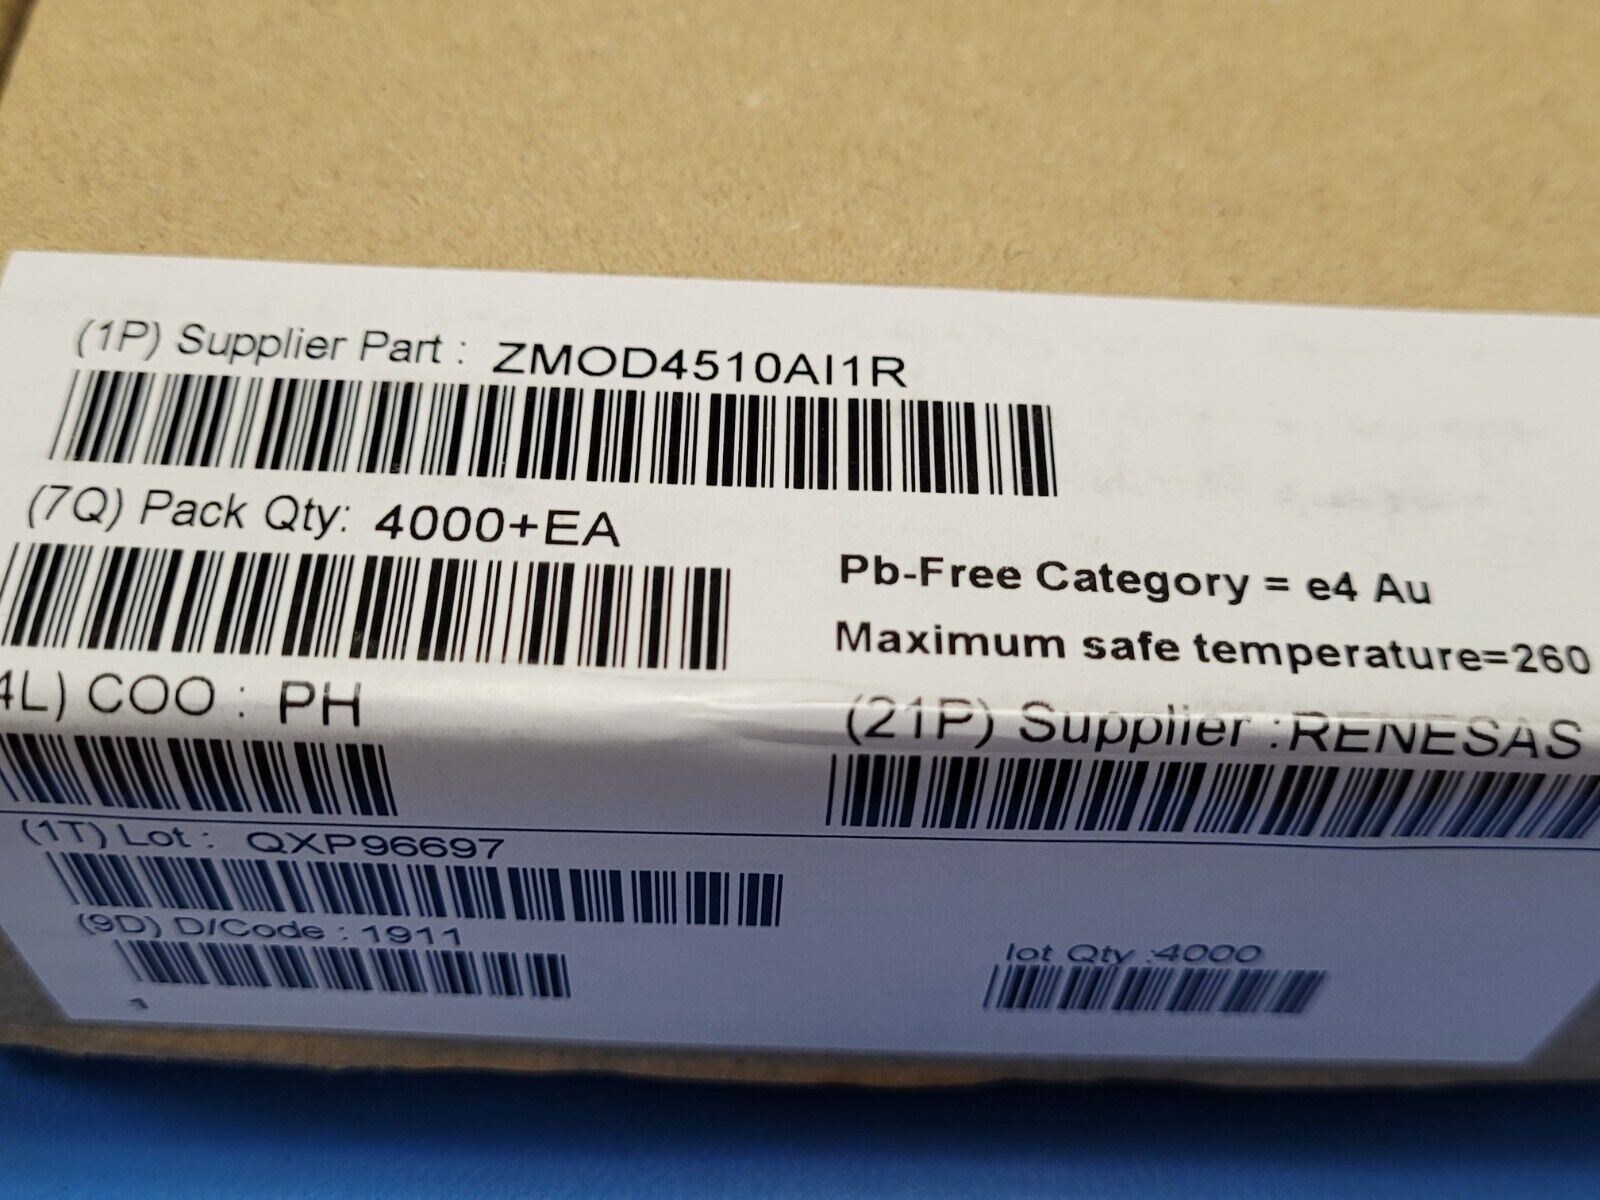 (1P) Supplier Part : ZMOD4510AI1R
(7Q) Pack Qty: 4000+EA
Pb-Free Category = e4 Au
Maximum safe temperature=260
4L) COO : PH
(21P) Supplier :RENESAS
(1T) Lot : QXP96697
(9D) D/Code : 1911
lot Qty :4000